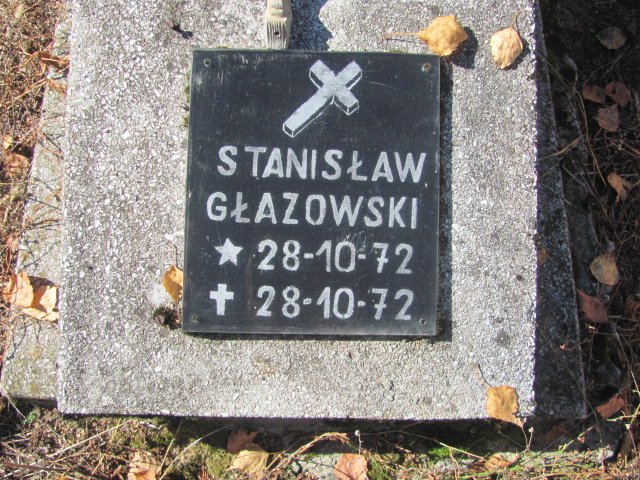 STANISŁAW
GŁAZOWSKI
★ 28-10-72
✝ 28-10-72